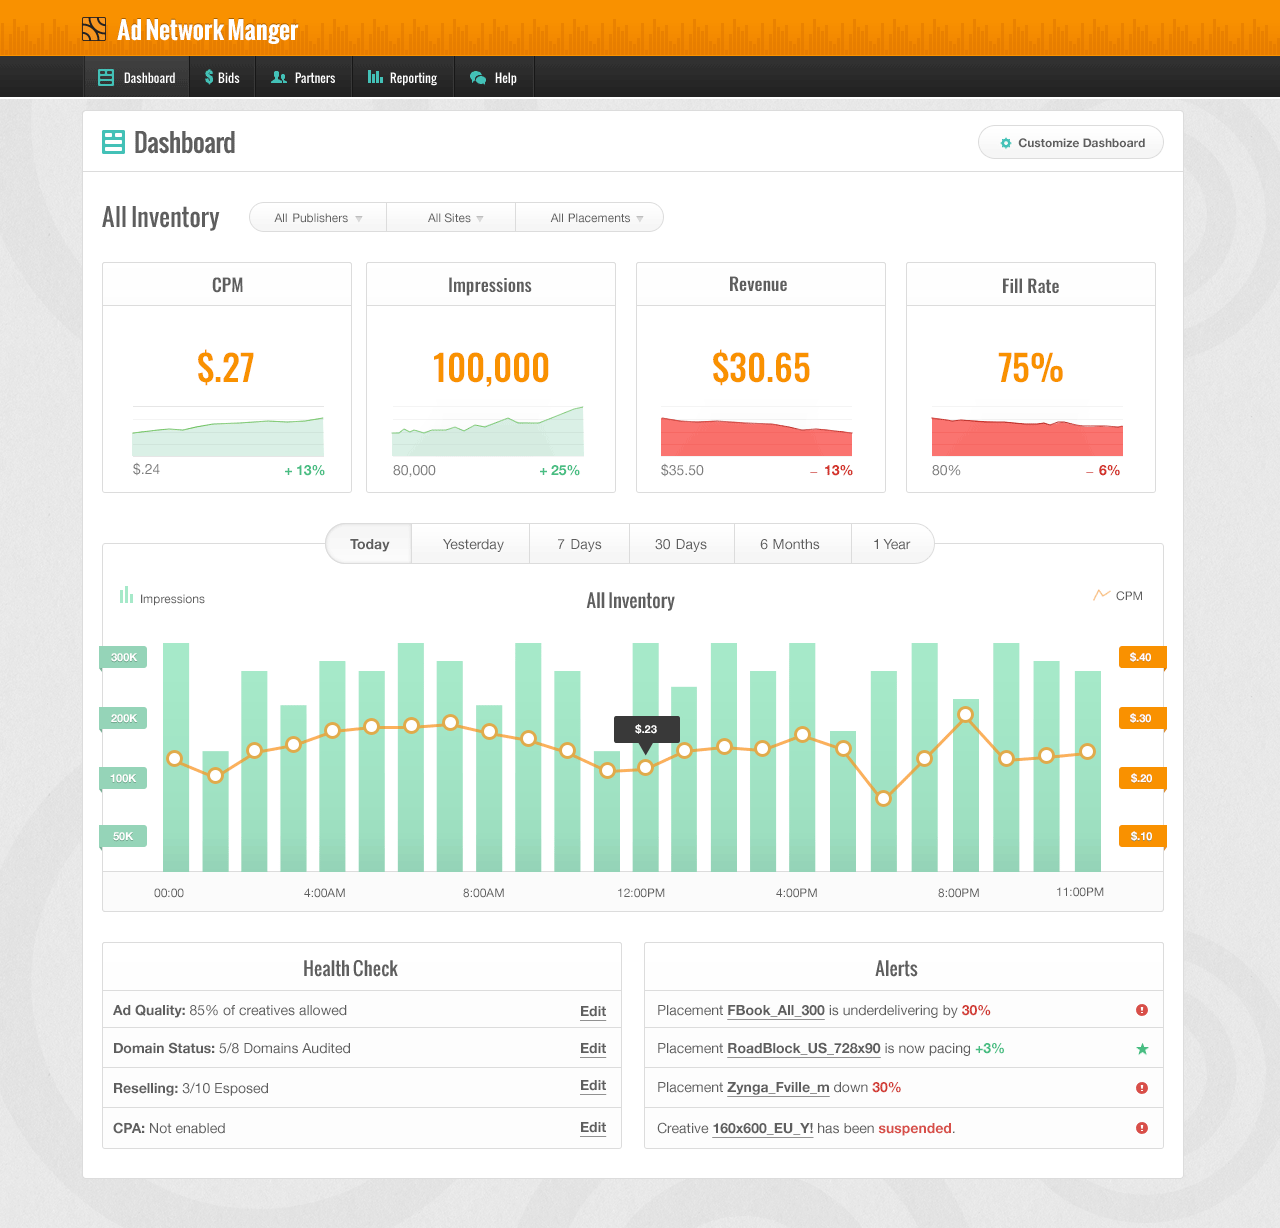 Ad Network Manger
Dashboard
$ Bids
Partners
Reporting
Help
Dashboard
Customize Dashboard
All Inventory
All Publishers
All Sites
All Placements
CPM
Impressions
Revenue
Fill Rate
$.27
100,000
$30.65
75%
$.24
+ 13%
80,000
+ 25%
$35.50
– 13%
80%
– 6%
Today
Yesterday
7 Days
30 Days
6 Months
1 Year
Impressions
All Inventory
CPM
300K
$.40
200K
$.30
$.23
100K
$.20
50K
$.10
00:00
4:00AM
8:00AM
12:00PM
4:00PM
8:00PM
11:00PM
Health Check
Ad Quality: 85% of creatives allowed
Edit
Domain Status: 5/8 Domains Audited
Edit
Reselling: 3/10 Esposed
Edit
CPA: Not enabled
Edit
Alerts
Placement FBook_All_300 is underdelivering by 30%
Placement RoadBlock_US_728x90 is now pacing +3%
Placement Zynga_Fville_m down 30%
Creative 160x600_EU_Y! has been suspended.